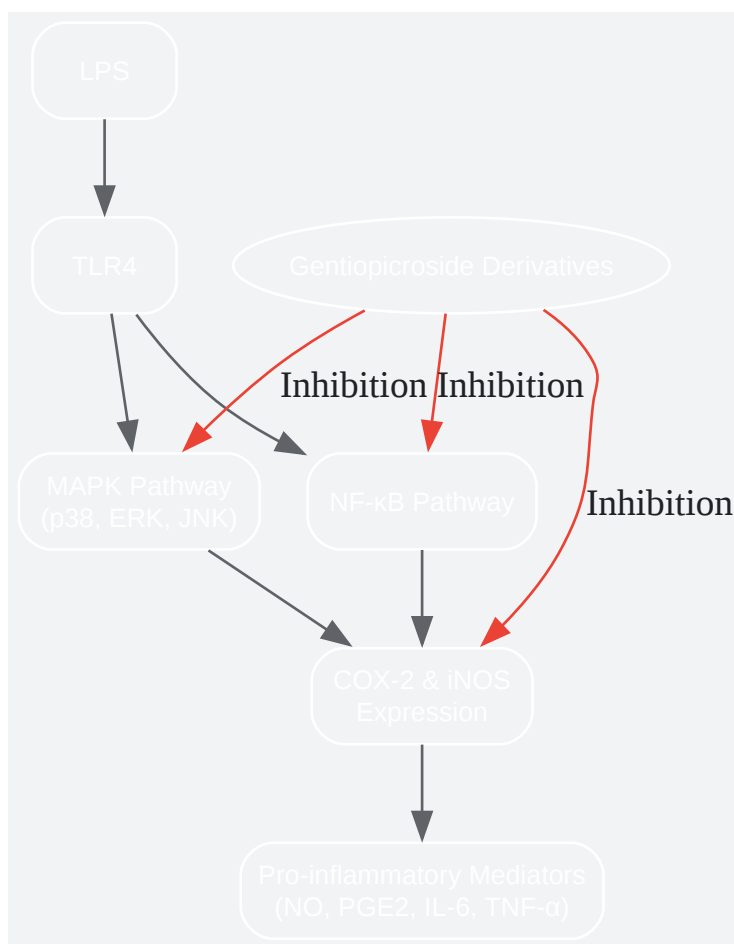 LPS
TLR4
Gentiopicroside Derivatives
Inhibition
Inhibition
MAPK Pathway
(p38, ERK, JNK)
NF-κB Pathway
Inhibition
COX-2 & iNOS
Expression
Pro-inflammatory Mediators
(NO, PGE2, IL-6, TNF-α)